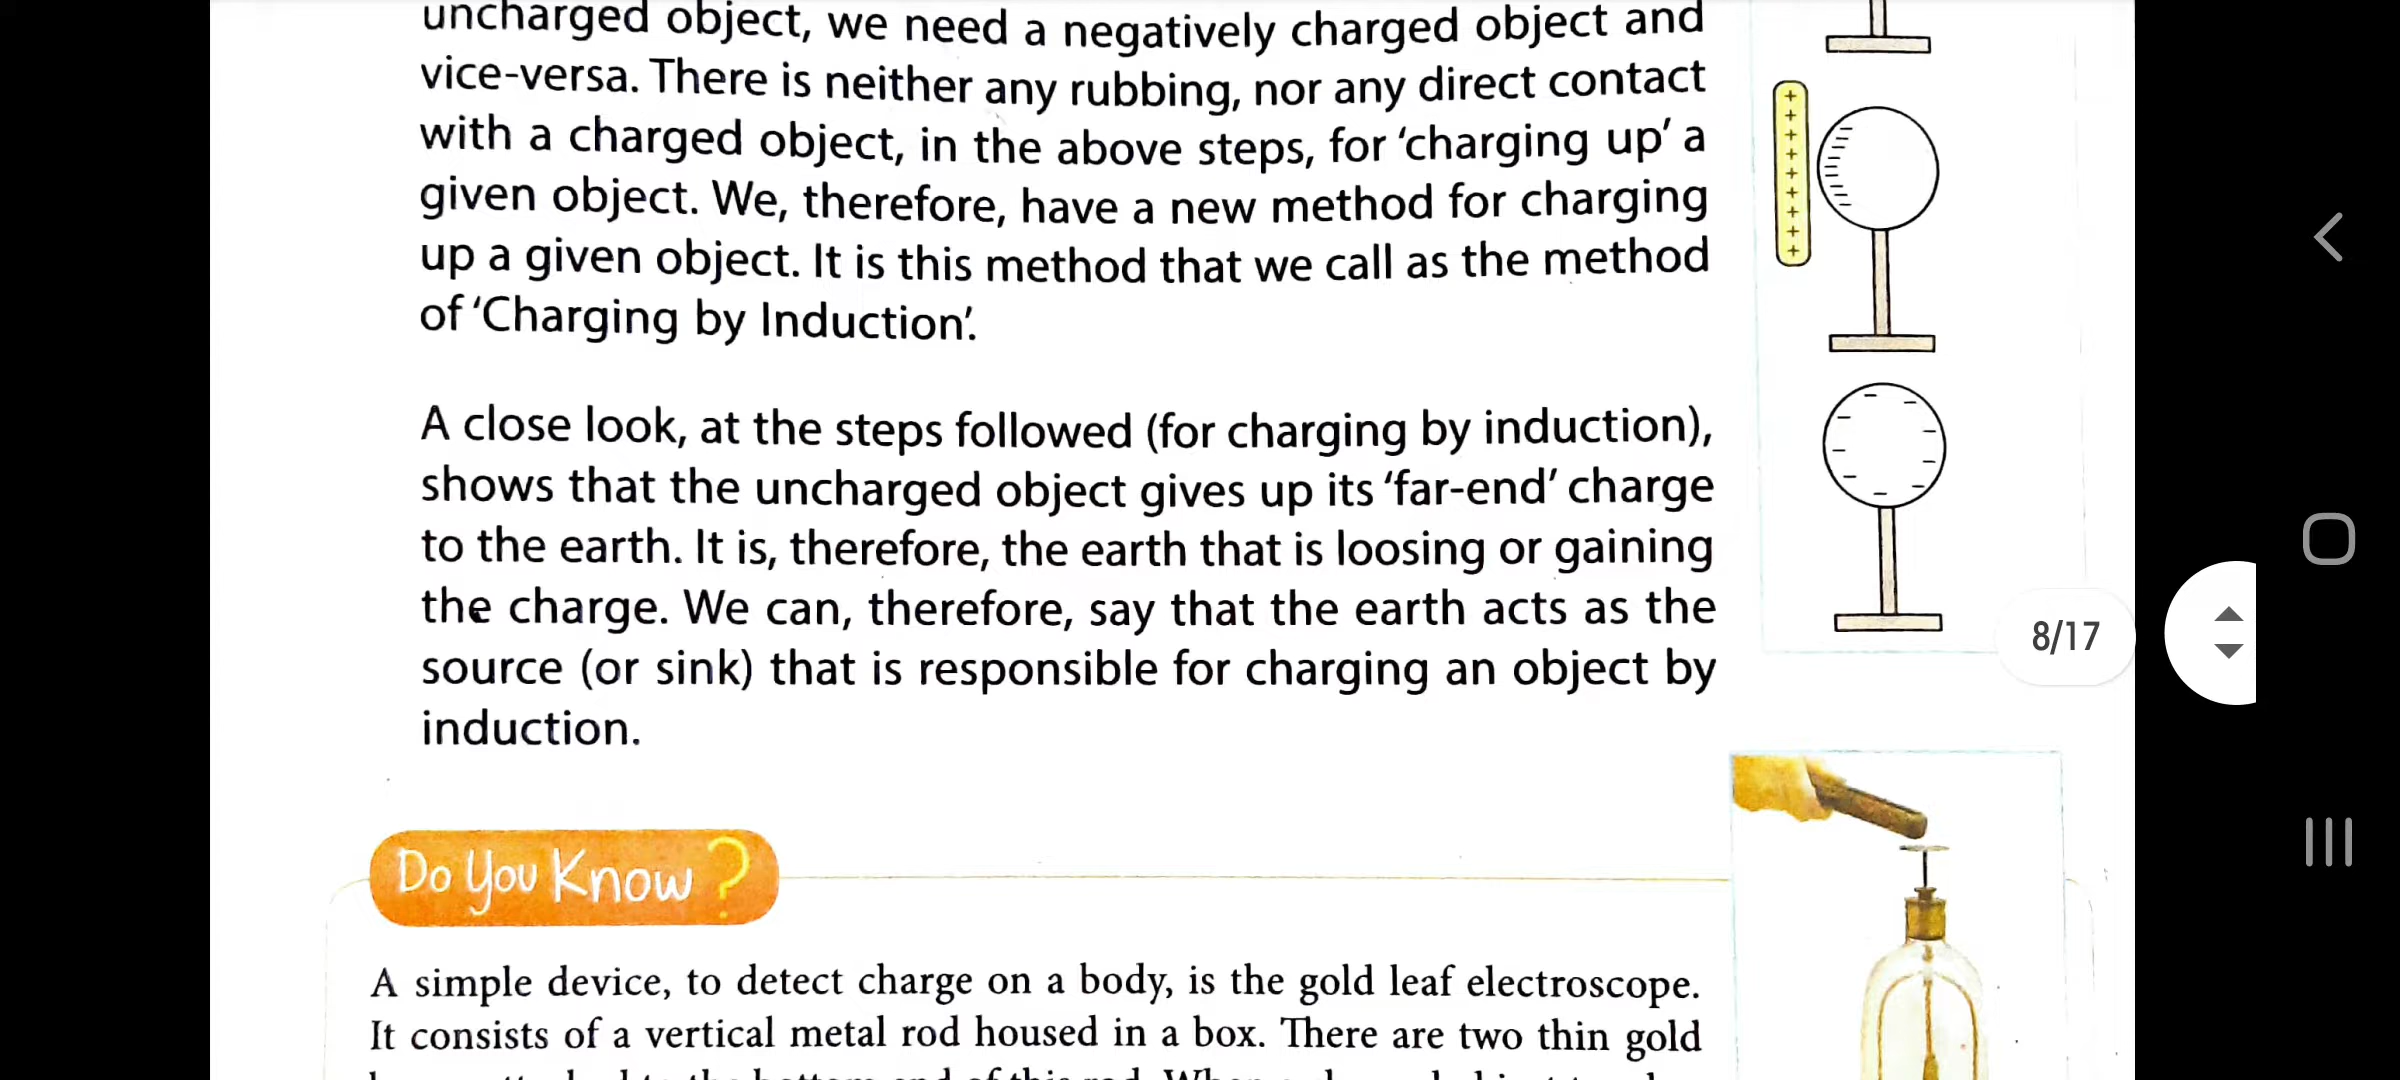 uncharged object, we need a negatively charged object and
vice-versa. There is neither any rubbing, nor any direct contact
with a charged object, in the above steps, for ‘charging up’ a
given object. We, therefore, have a new method for charging
up a given object. It is this method that we call as the method
of ‘Charging by Induction’.
A close look, at the steps followed (for charging by induction),
shows that the uncharged object gives up its ‘far-end’ charge
to the earth. It is, therefore, the earth that is loosing or gaining
the charge. We can, therefore, say that the earth acts as the
source (or sink) that is responsible for charging an object by
induction.
8/17
Do You Know ?
A simple device, to detect charge on a body, is the gold leaf electroscope.
It consists of a vertical metal rod housed in a box. There are two thin gold